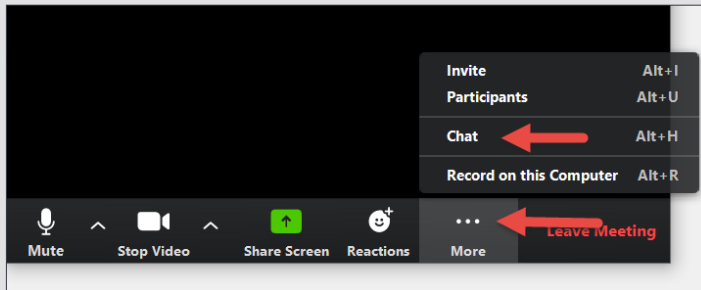 Invite Alt+I
Participants Alt+U
Chat Alt+H
Record on this Computer Alt+R
Mute Stop Video Share Screen Reactions More Leave Meeting